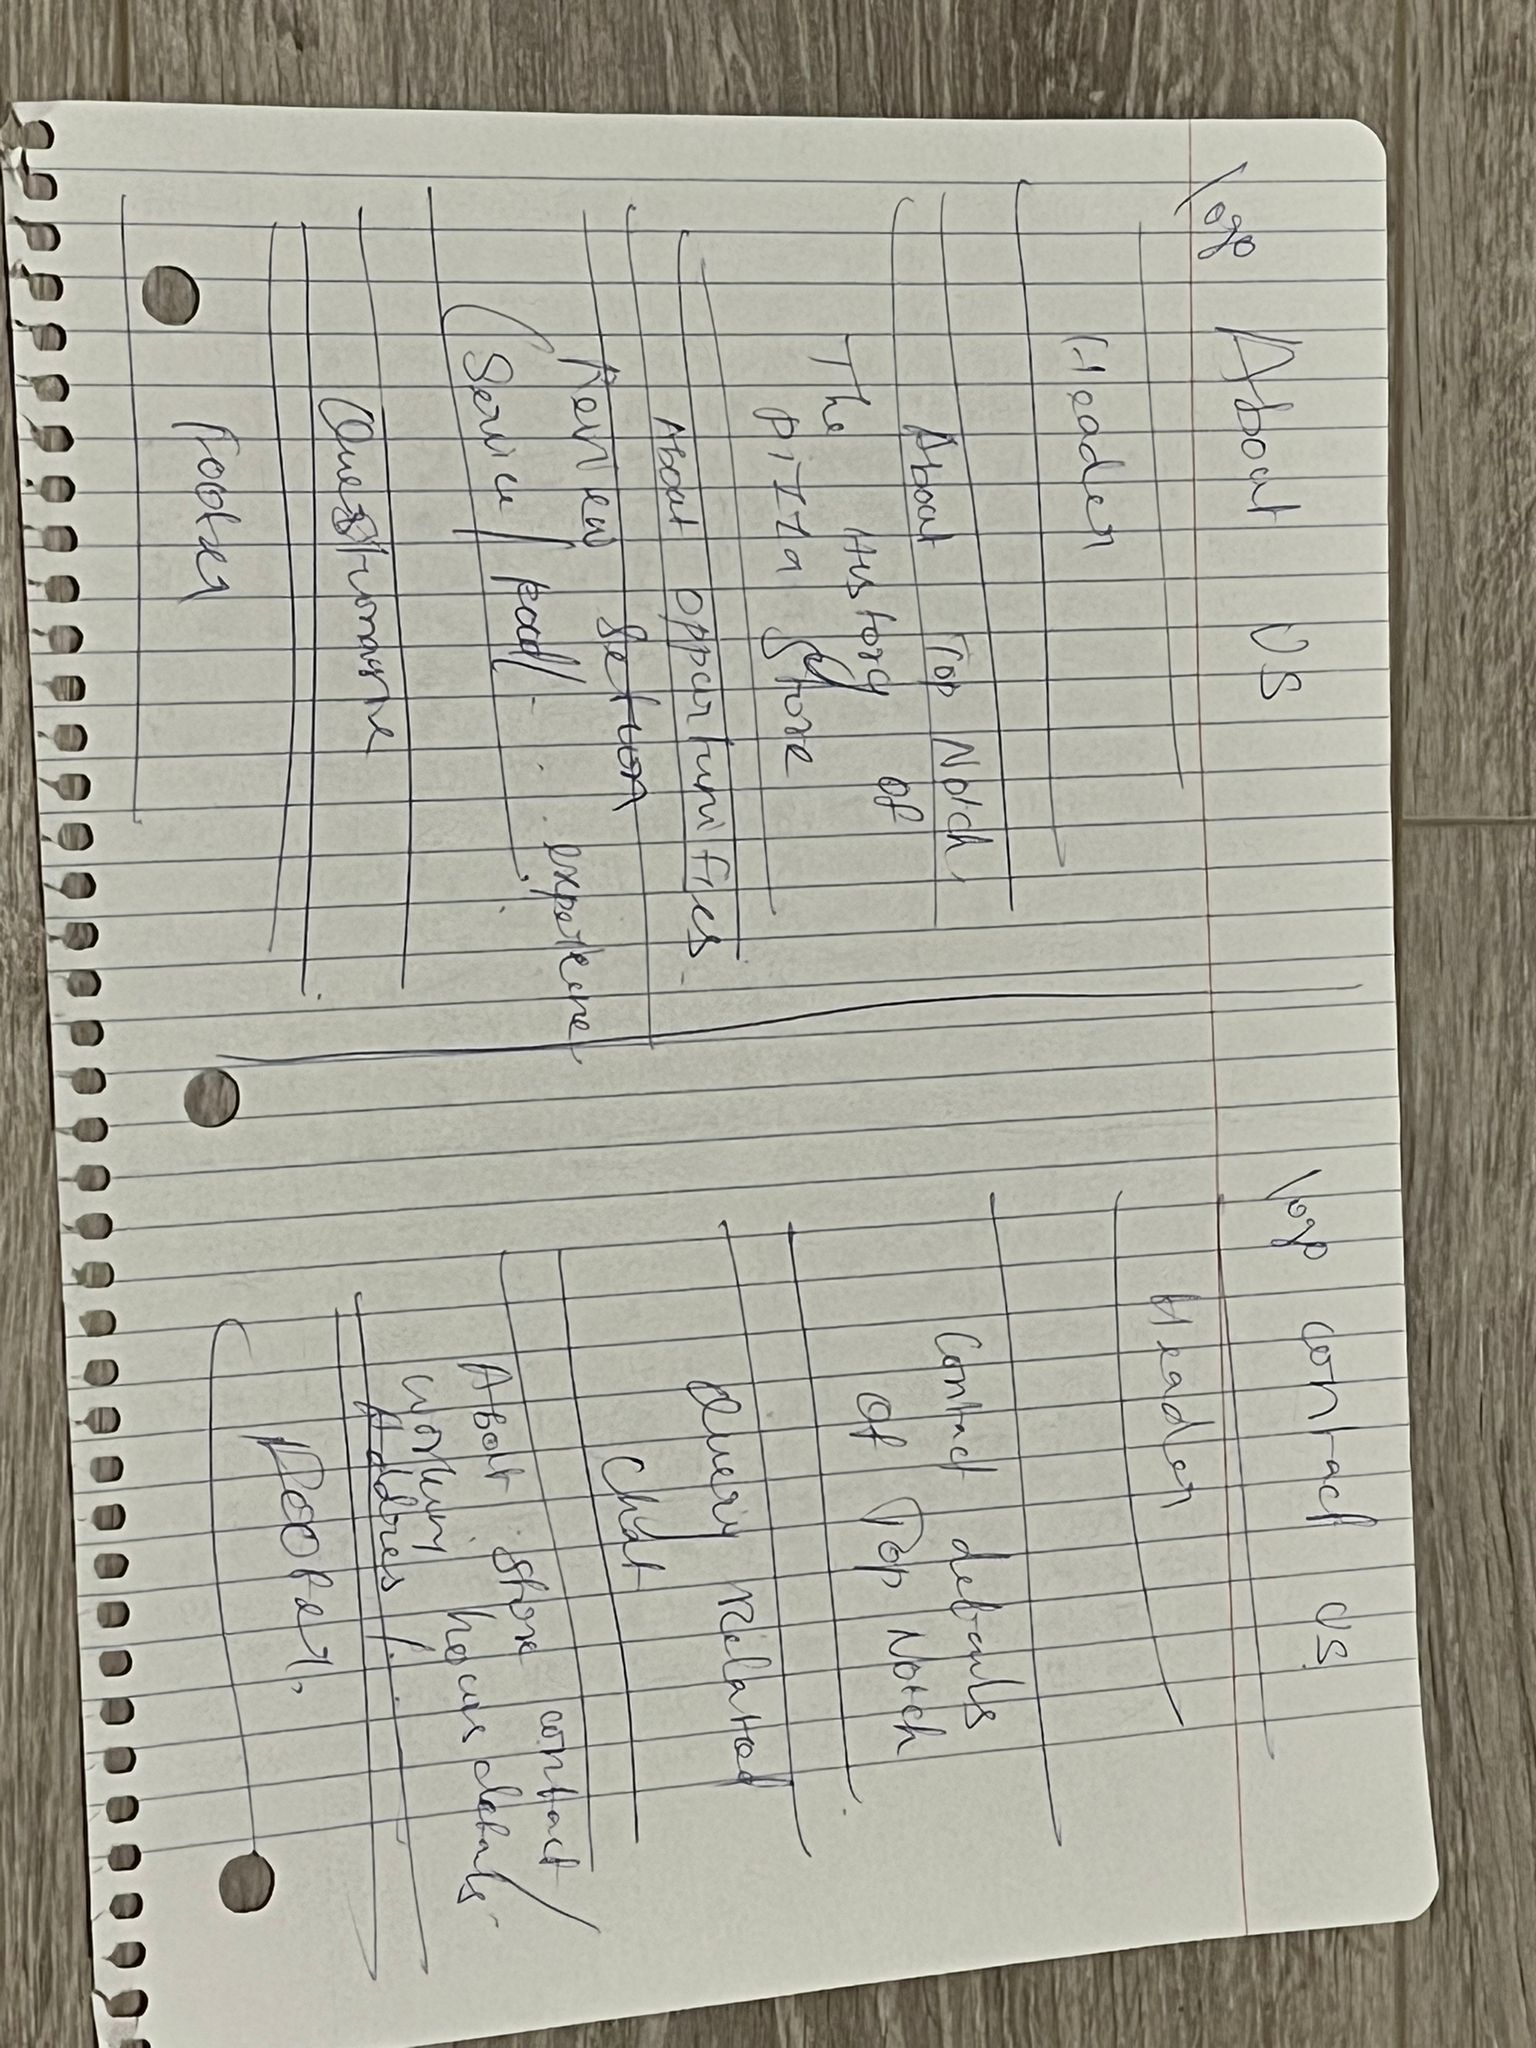 logo About US
Header
About Top Notch
The History of
Pizza Store
About opportunities.
Review Section
experience
Service / food/.
Questionaire
footer
logo contact us.
Header
Contact details
of Top Notch
Query related
Chat
About Store contact
working hours details.
Address /.
Footer,